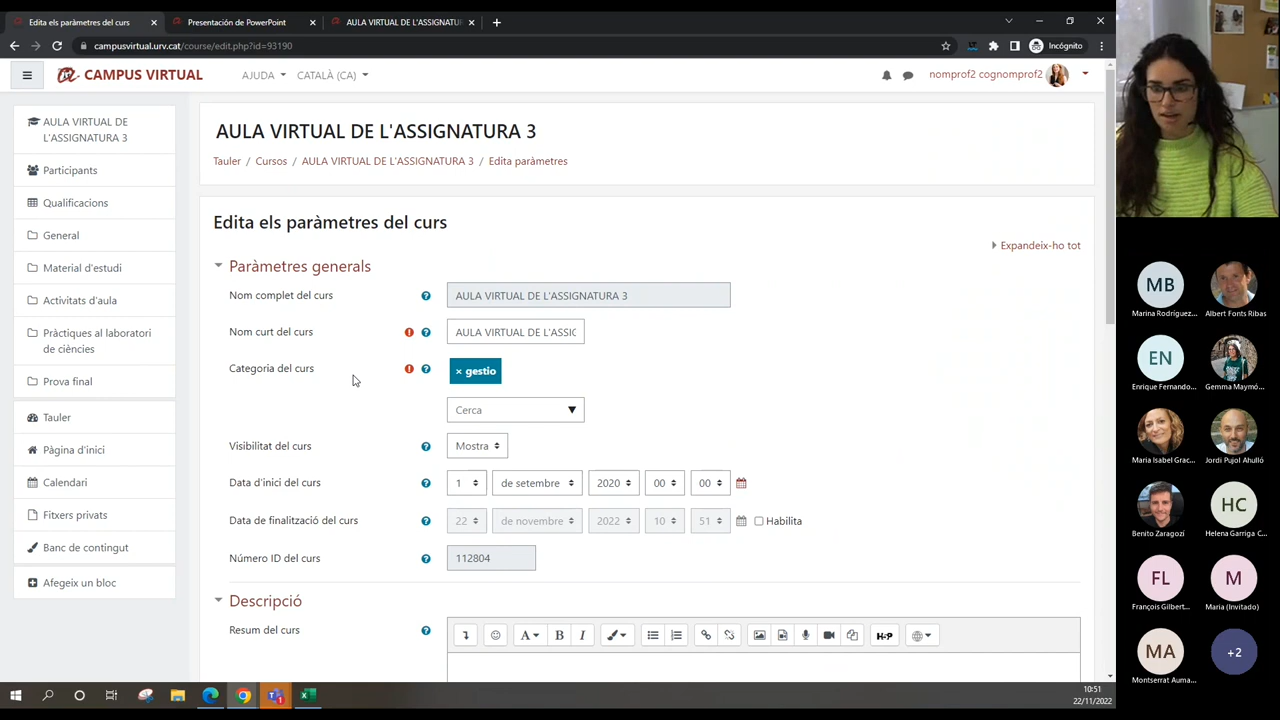 Edita els paràmetres del curs
Presentación de PowerPoint
AULA VIRTUAL DE L'ASSIGNATUR
campusvirtual.urv.cat/course/edit.php?id=93190
Incógnito
CAMPUS VIRTUAL
AJUDA
CATALÀ (CA)
nomprof2 cognomprof2
AULA VIRTUAL DE
L'ASSIGNATURA 3
Participants
Qualificacions
General
Material d'estudi
Activitats d'aula
Pràctiques al laboratori
de ciències
Prova final
Tauler
Pàgina d'inici
Calendari
Fitxers privats
Banc de contingut
Afegeix un bloc
AULA VIRTUAL DE L'ASSIGNATURA 3
Tauler / Cursos / AULA VIRTUAL DE L'ASSIGNATURA 3 / Edita paràmetres
Edita els paràmetres del curs
Expandeix-ho tot
Paràmetres generals
Nom complet del curs AULA VIRTUAL DE L'ASSIGNATURA 3
Nom curt del curs AULA VIRTUAL DE L'ASSIG
Categoria del curs × gestio
Cerca
Visibilitat del curs Mostra
Data d'inici del curs 1 de setembre 2020 00 00
Data de finalització del curs 22 de novembre 2022 10 51 Habilita
Número ID del curs 112804
Descripció
Resum del curs
A B I H-P
MB
Marina Rodríguez...
Albert Fonts Ribas
EN
Enrique Fernando...
Gemma Maymó...
Maria Isabel Grac...
Jordi Pujol Ahulló
Benito Zaragozí
HC
Helena Garriga C...
FL
François Gilbert...
M
Maria (Invitado)
MA
Montserrat Auma...
+2
10:51
22/11/2022